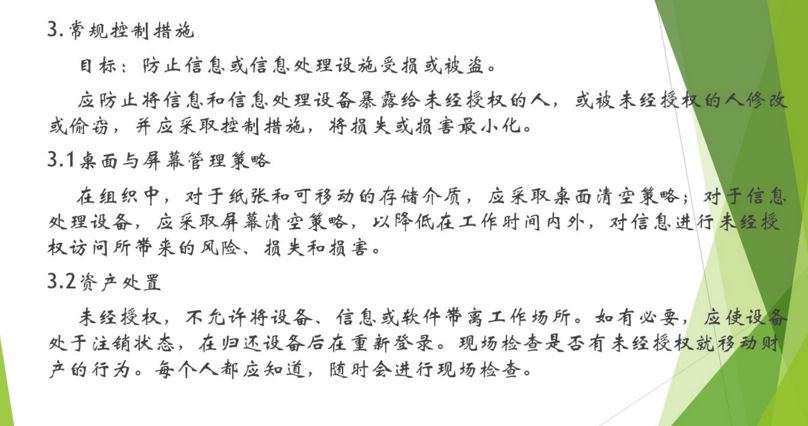 3.常规控制措施
目标：防止信息或信息处理设施受损或被盗。
应防止将信息和信息处理设备暴露给未经授权的人，或被未经授权的人修改
或偷窃，并应采取控制措施，将损失或损害最小化。
3.1桌面与屏幕管理策略
在组织中，对于纸张和可移动的存储介质，应采取桌面清空策略；对于信息
处理设备，应采取屏幕清空策略，以降低在工作时间内外，对信息进行未经授
权访问所带来的风险、损失和损害。
3.2资产处置
未经授权，不允许将设备、信息或软件带离工作场所。如有必要，应使设备
处于注销状态，在归还设备后在重新登录。现场检查是否有未经授权就移动财
产的行为。每个人都应知道，随时会进行现场检查。